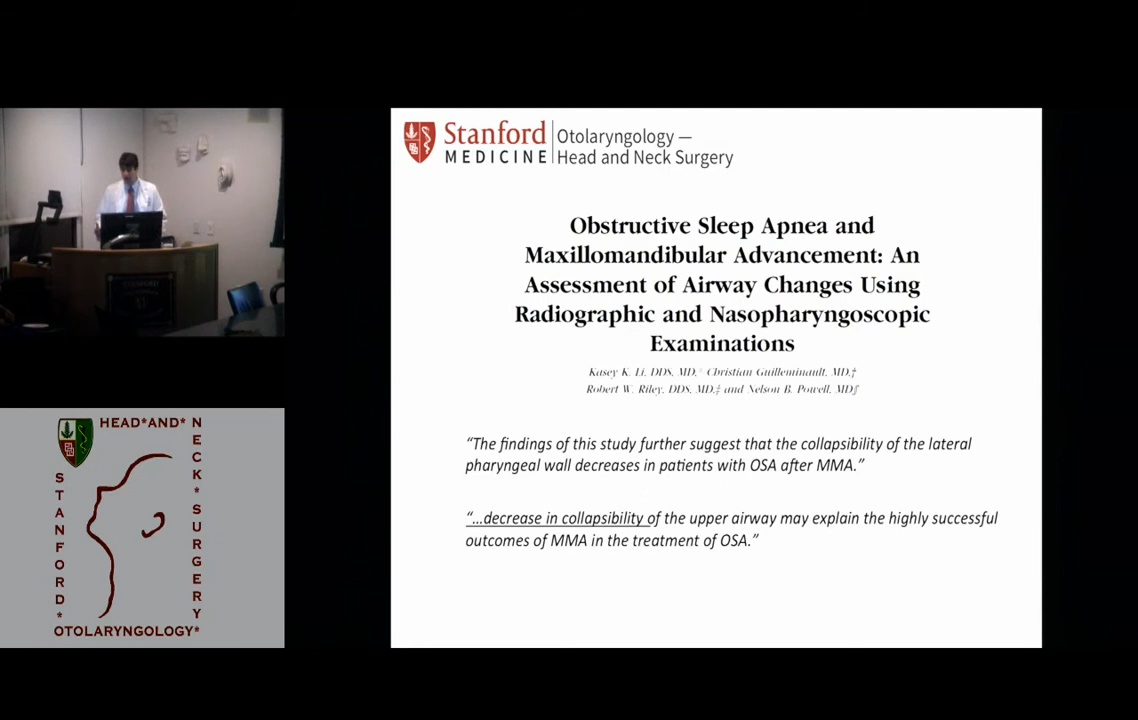 Stanford
MEDICINE
Otolaryngology —
Head and Neck Surgery
Obstructive Sleep Apnea and
Maxillomandibular Advancement: An
Assessment of Airway Changes Using
Radiographic and Nasopharyngoscopic
Examinations
Kasey K. Li, DDS, MD,* Christian Guilleminault, MD,†
Robert W. Riley, DDS, MD,‡ and Nelson B. Powell, MD§
“The findings of this study further suggest that the collapsibility of the lateral
pharyngeal wall decreases in patients with OSA after MMA.”
“...decrease in collapsibility of the upper airway may explain the highly successful
outcomes of MMA in the treatment of OSA.”
STANFORD
HEAD*AND*
NECK*SURGERY
STANFORD*
OTOLARYNGOLOGY*